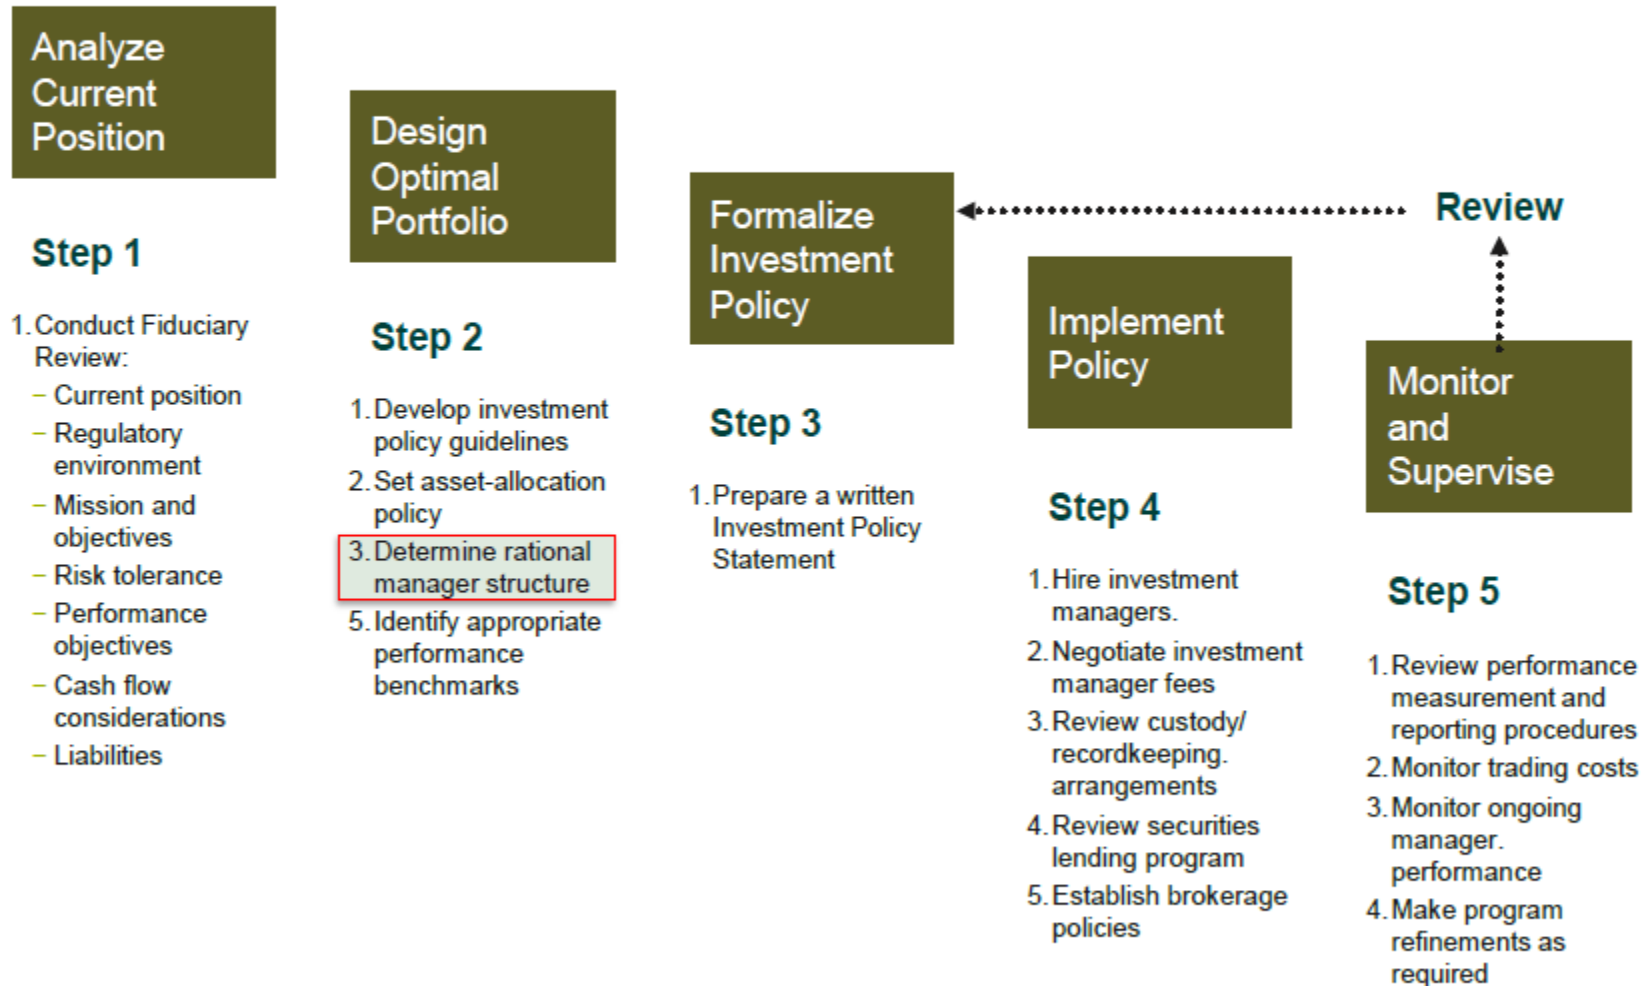 Analyze
Current
Position
Step 1
1. Conduct Fiduciary
Review:
– Current position
– Regulatory
environment
– Mission and
objectives
– Risk tolerance
– Performance
objectives
– Cash flow
considerations
– Liabilities
Design
Optimal
Portfolio
Step 2
1. Develop investment
policy guidelines
2. Set asset-allocation
policy
3. Determine rational
manager structure
5. Identify appropriate
performance
benchmarks
Formalize
Investment
Policy
Step 3
1. Prepare a written
Investment Policy
Statement
Implement
Policy
Step 4
1. Hire investment
managers.
2. Negotiate investment
manager fees
3. Review custody/
recordkeeping.
arrangements
4. Review securities
lending program
5. Establish brokerage
policies
Review
Monitor
and
Supervise
Step 5
1. Review performance
measurement and
reporting procedures
2. Monitor trading costs
3. Monitor ongoing
manager.
performance
4. Make program
refinements as
required